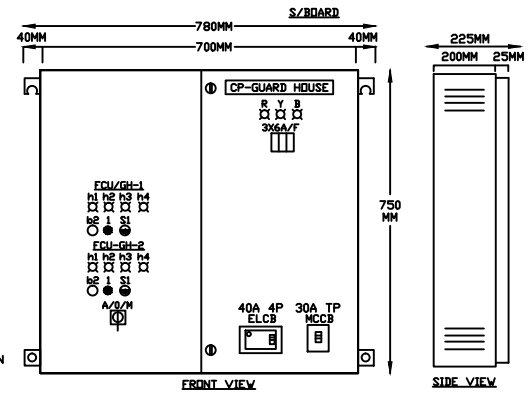 S/BOARD
780MM
40MM 700MM 40MM
225MM
200MM 25MM
CP-GUARD HOUSE
R Y B
3X6A/F
FCU/GH-1
h1 h2 h3 h4
b2 1 S1
FCU-GH-2
h1 h2 h3 h4
b2 1 S1
A/O/M
750
MM
40A 4P
ELCB
30A TP
MCCB
N
FRONT VIEW
SIDE VIEW